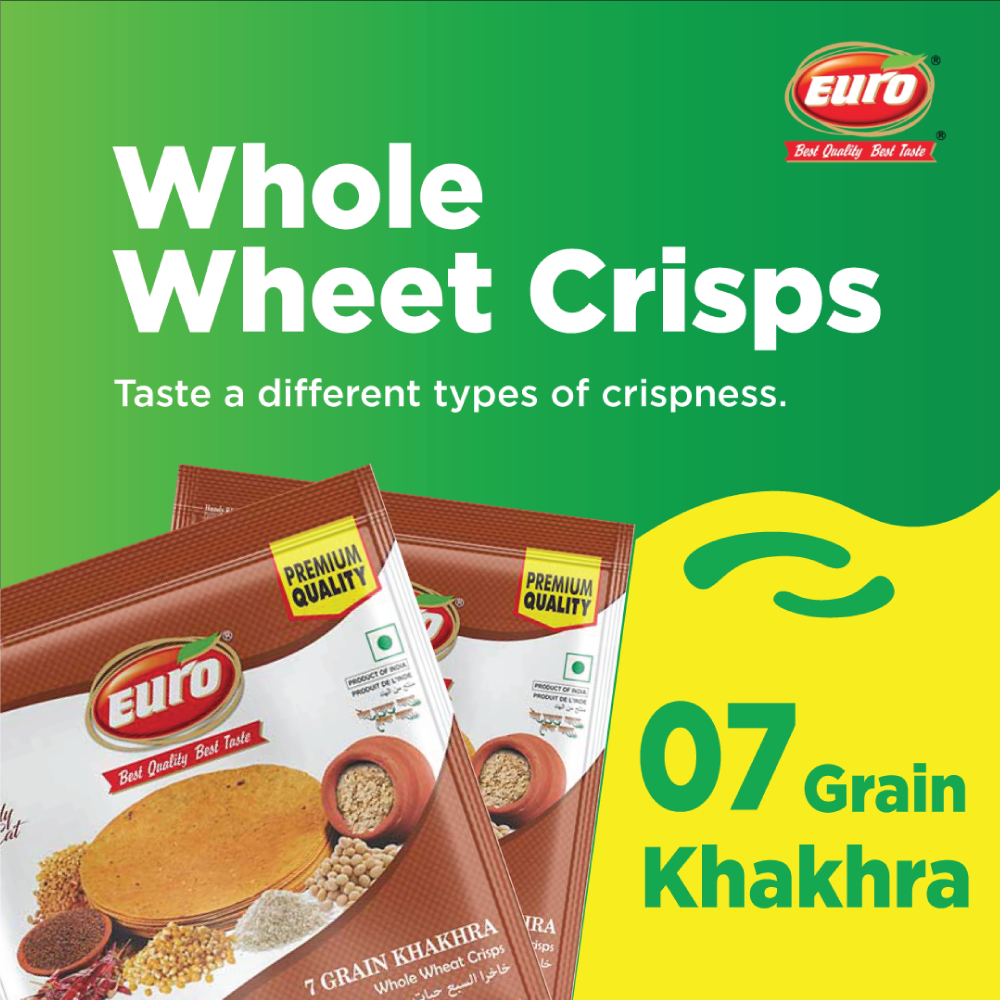 Euro
®
Best Quality Best Taste
®
Whole
Wheet Crisps
Taste a different types of crispness.
PREMIUM
QUALITY
PREMIUM
QUALITY
Euro
®
Best Quality Best Taste
PRODUCT OF INDIA
PRODUIT DE L'INDE
PRODUCT OF INDIA
PRODUIT DE L'INDE
07 Grain
Khakhra
7 GRAIN KHAKHRA
Whole Wheat Crisps